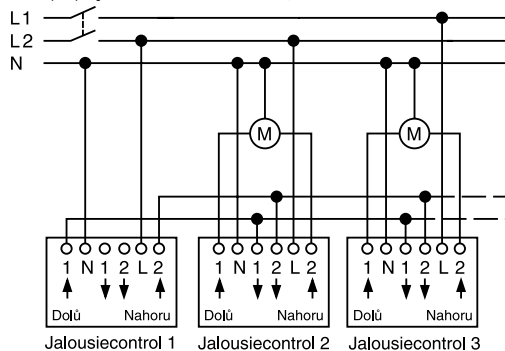 L1
L2
N
M
M
1 N 1 2 L 2
1 N 1 2 L 2
1 N 1 2 L 2
Dolů Nahoru
Dolů Nahoru
Dolů Nahoru
Jalousiecontrol 1
Jalousiecontrol 2
Jalousiecontrol 3